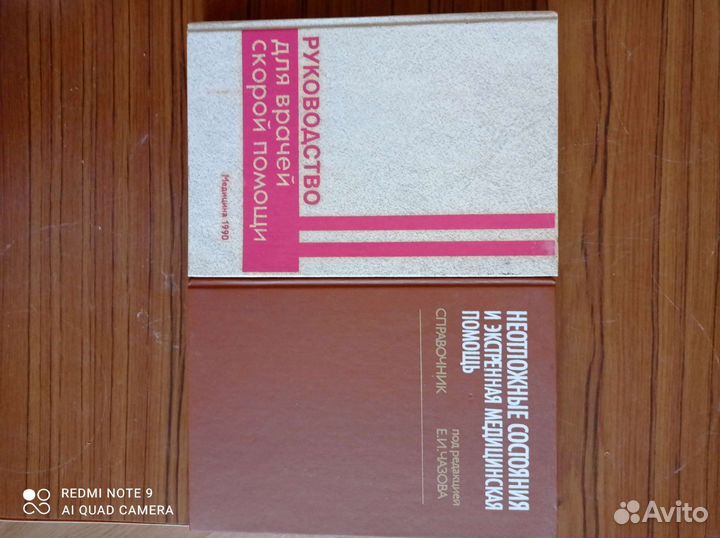 РУКОВОДСТВО
для врачей
скорой помощи
Медицина 1990
НЕОТЛОЖНЫЕ СОСТОЯНИЯ
И ЭКСТРЕННАЯ МЕДИЦИНСКАЯ
ПОМОЩЬ
СПРАВОЧНИК
под редакцией
Е.И.ЧАЗОВА
REDMI NOTE 9
AI QUAD CAMERA
Avito